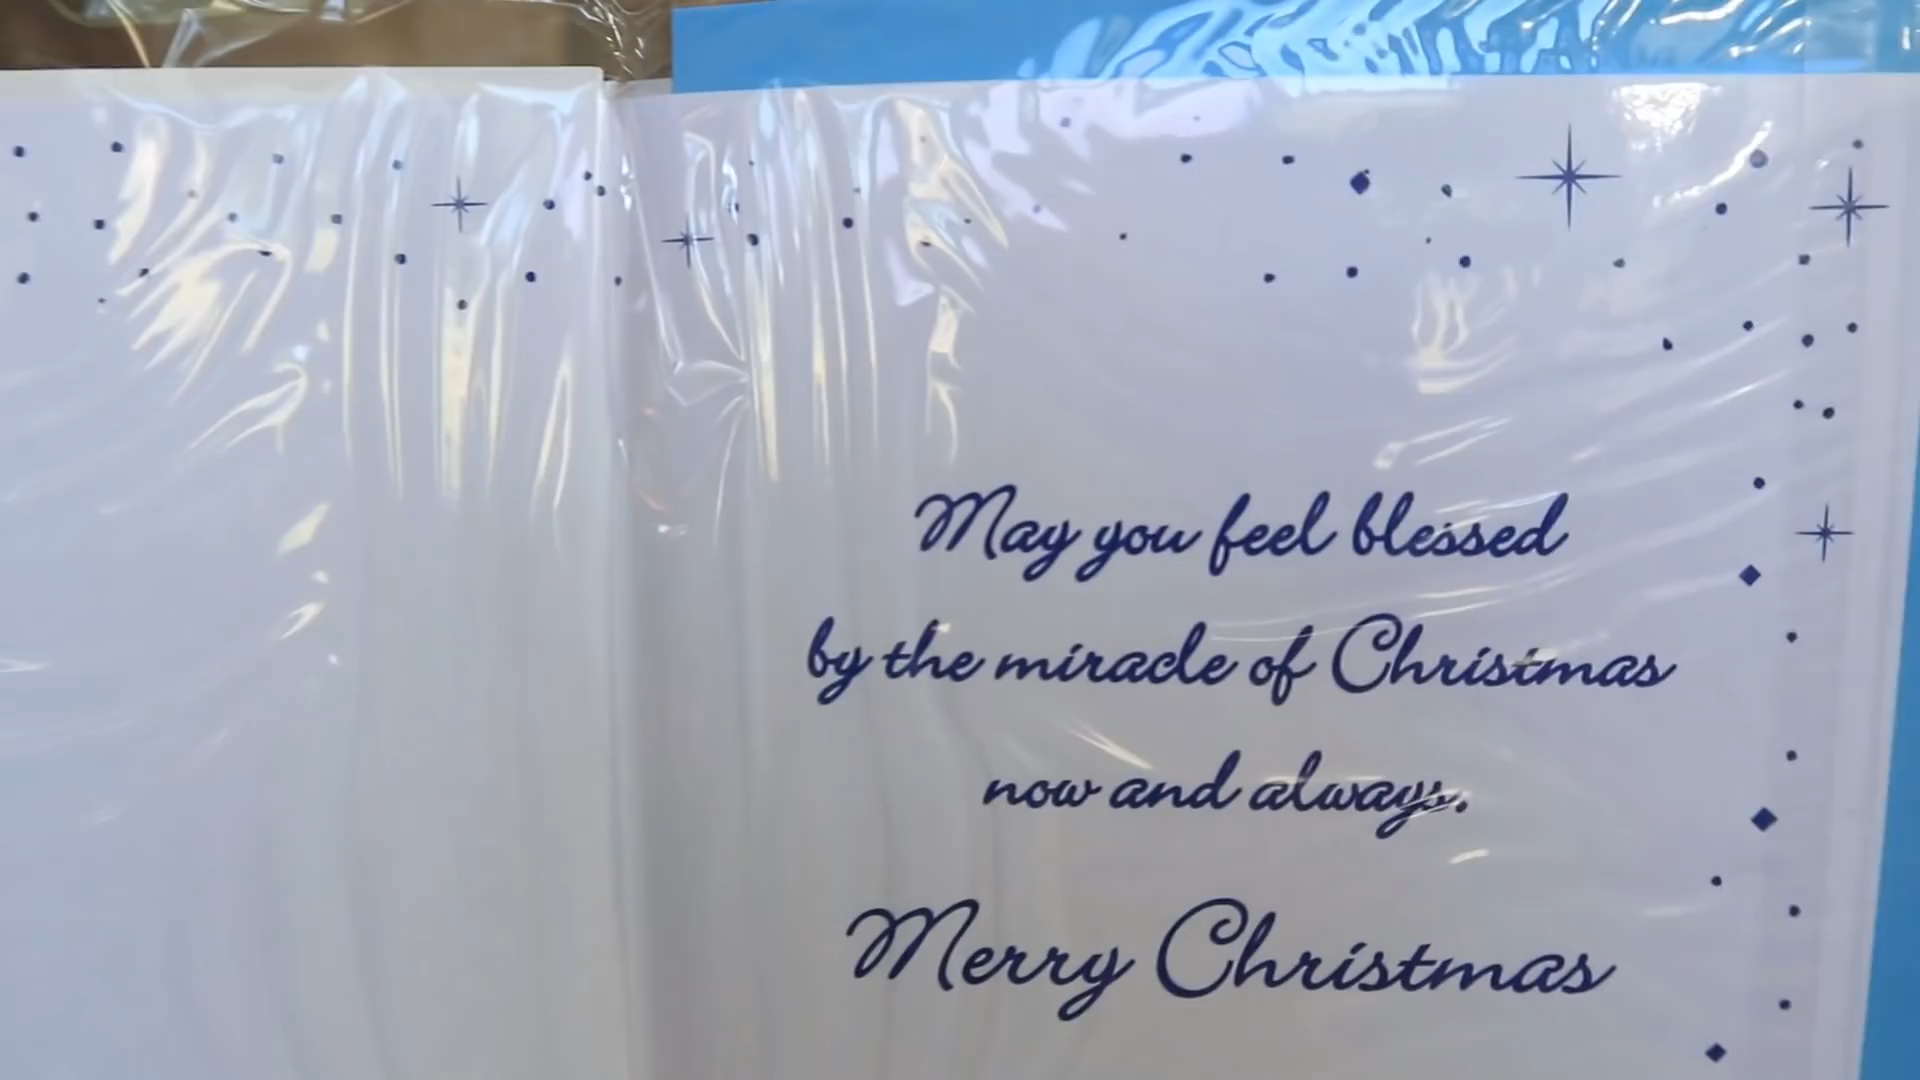 May you feel blessed
by the miracle of Christmas
now and always.
Merry Christmas